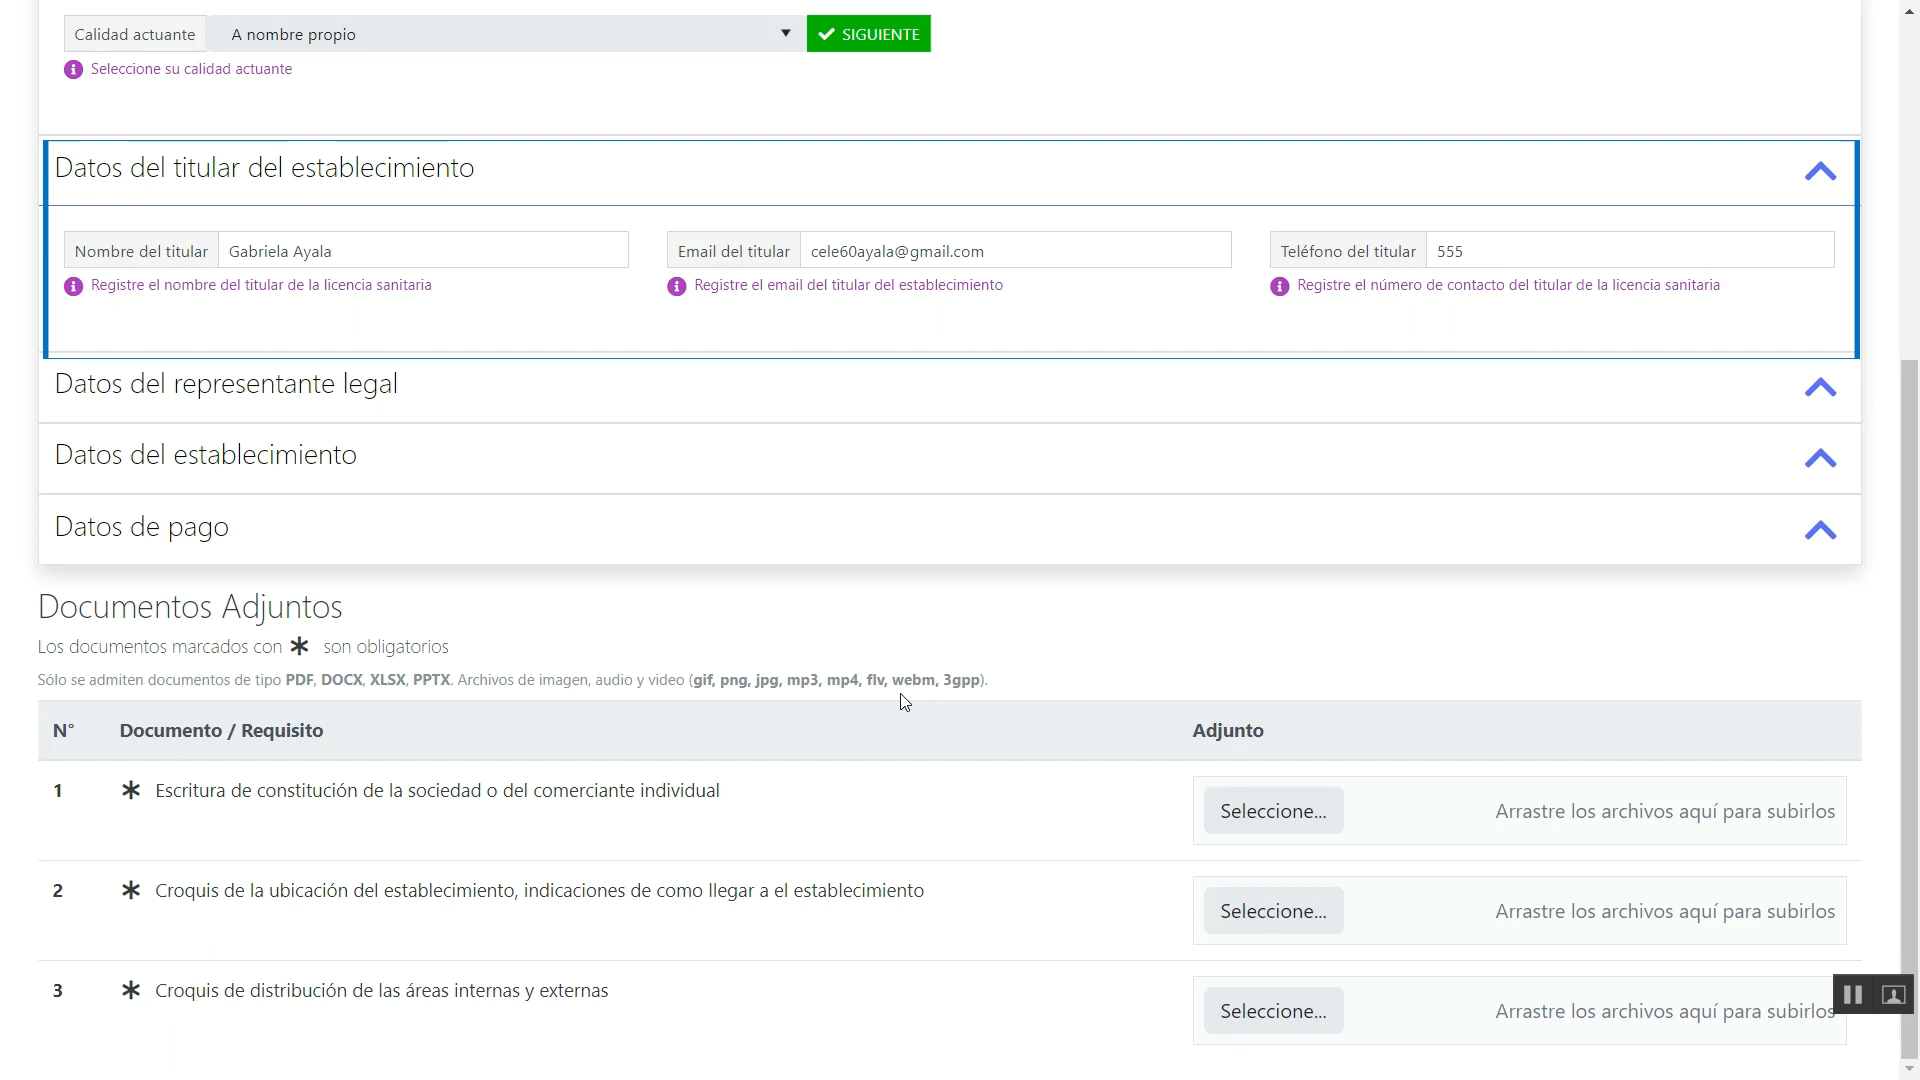 Calidad actuante A nombre propio SIGUIENTE
Seleccione su calidad actuante
Datos del titular del establecimiento
Nombre del titular Gabriela Ayala Email del titular cele60ayala@gmail.com Teléfono del titular 555
Registre el nombre del titular de la licencia sanitaria Registre el email del titular del establecimiento Registre el número de contacto del titular de la licencia sanitaria
Datos del representante legal
Datos del establecimiento
Datos de pago
Documentos Adjuntos
Los documentos marcados con * son obligatorios
Sólo se admiten documentos de tipo PDF, DOCX, XLSX, PPTX. Archivos de imagen, audio y video (gif, png, jpg, mp3, mp4, flv, webm, 3gpp).
N° Documento / Requisito Adjunto
1 * Escritura de constitución de la sociedad o del comerciante individual Seleccione... Arrastre los archivos aquí para subirlos
2 * Croquis de la ubicación del establecimiento, indicaciones de como llegar a el establecimiento Seleccione... Arrastre los archivos aquí para subirlos
3 * Croquis de distribución de las áreas internas y externas Seleccione... Arrastre los archivos aquí para subirlos